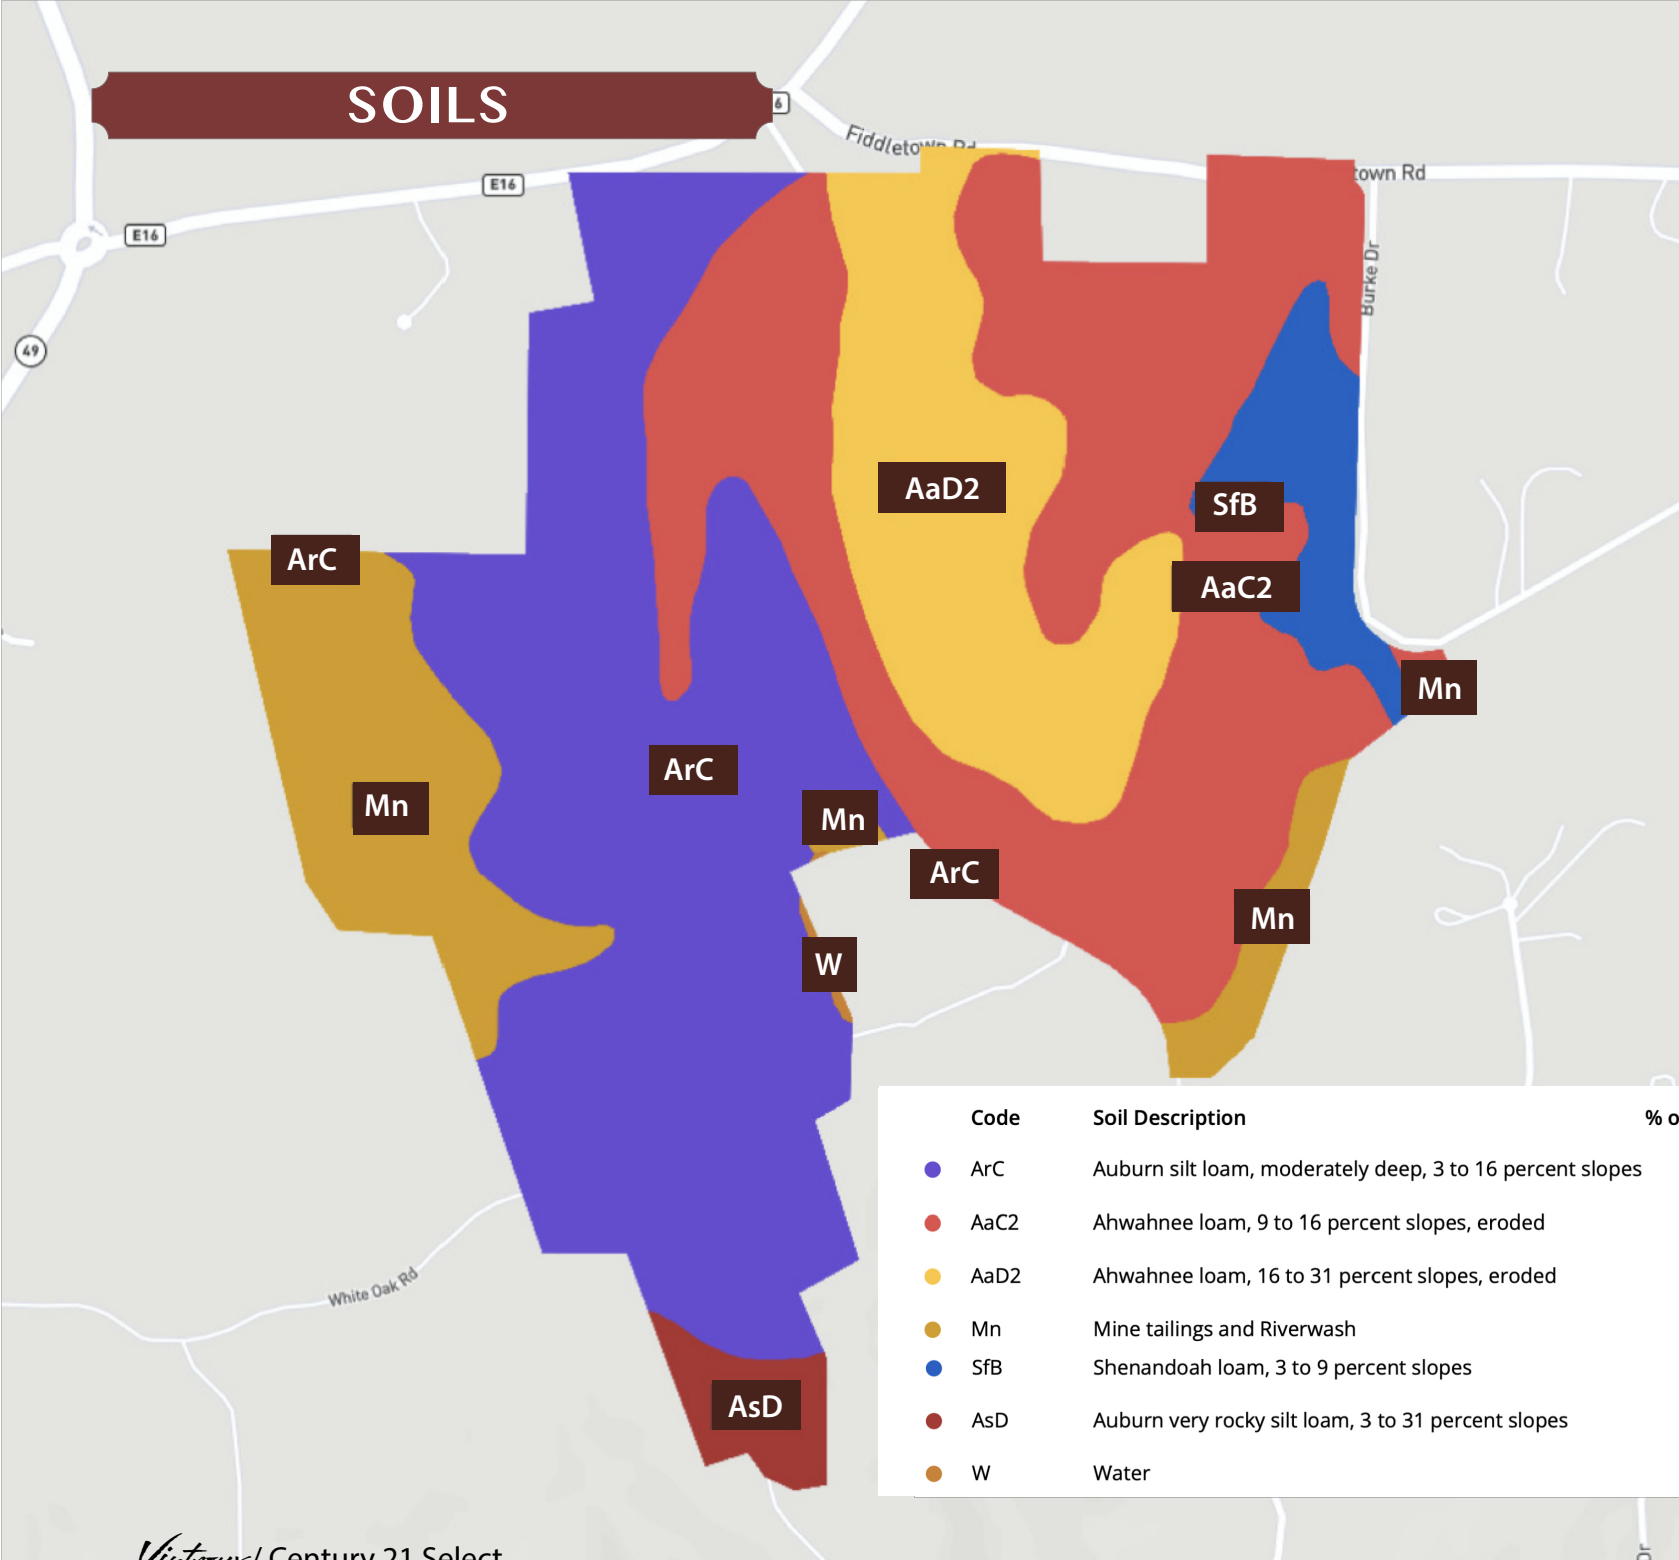 SOILS
6
Fiddletown Rd
town Rd
E16
E16
Burke Dr
49
AaD2
SfB
ArC
AaC2
Mn
ArC
Mn
Mn
ArC
Mn
W
Code Soil Description % o
ArC Auburn silt loam, moderately deep, 3 to 16 percent slopes
AaC2 Ahwahnee loam, 9 to 16 percent slopes, eroded
AaD2 Ahwahnee loam, 16 to 31 percent slopes, eroded
Mn Mine tailings and Riverwash
SfB Shenandoah loam, 3 to 9 percent slopes
AsD Auburn very rocky silt loam, 3 to 31 percent slopes
W Water
White Oak Rd
AsD
Dr
/ Century 21 Select